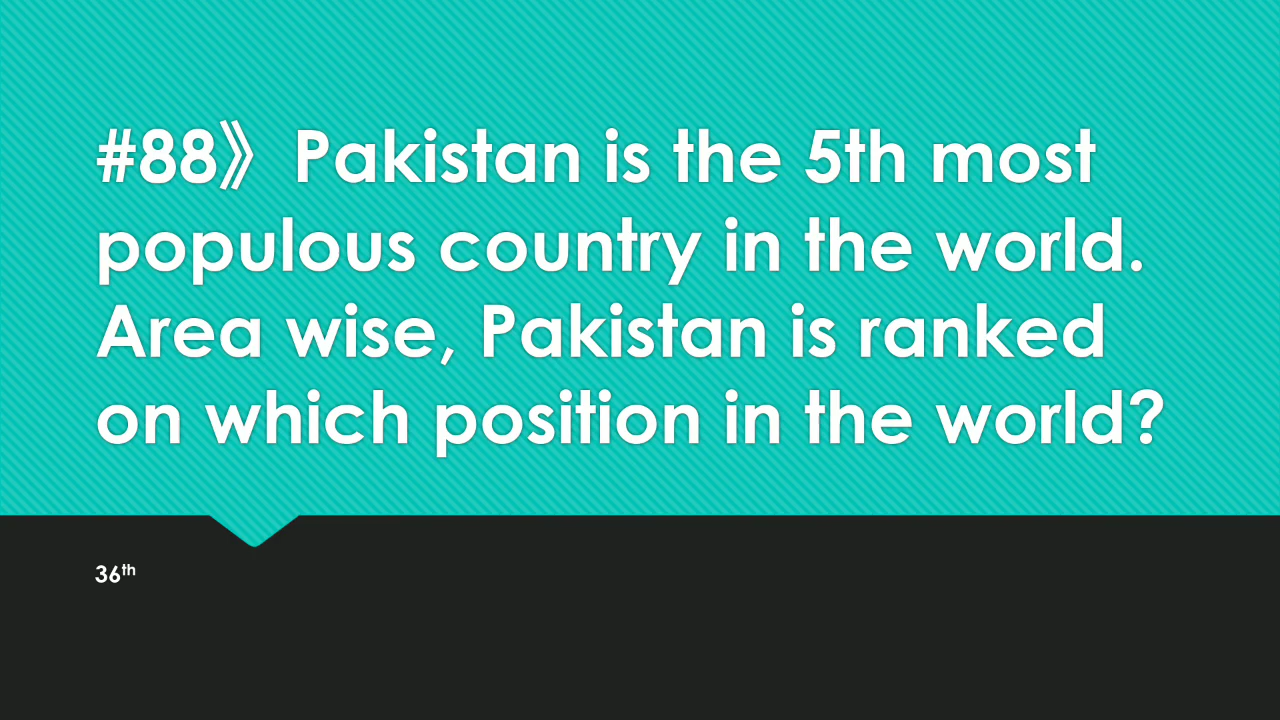 #88》 Pakistan is the 5th most
populous country in the world.
Area wise, Pakistan is ranked
on which position in the world?
36th